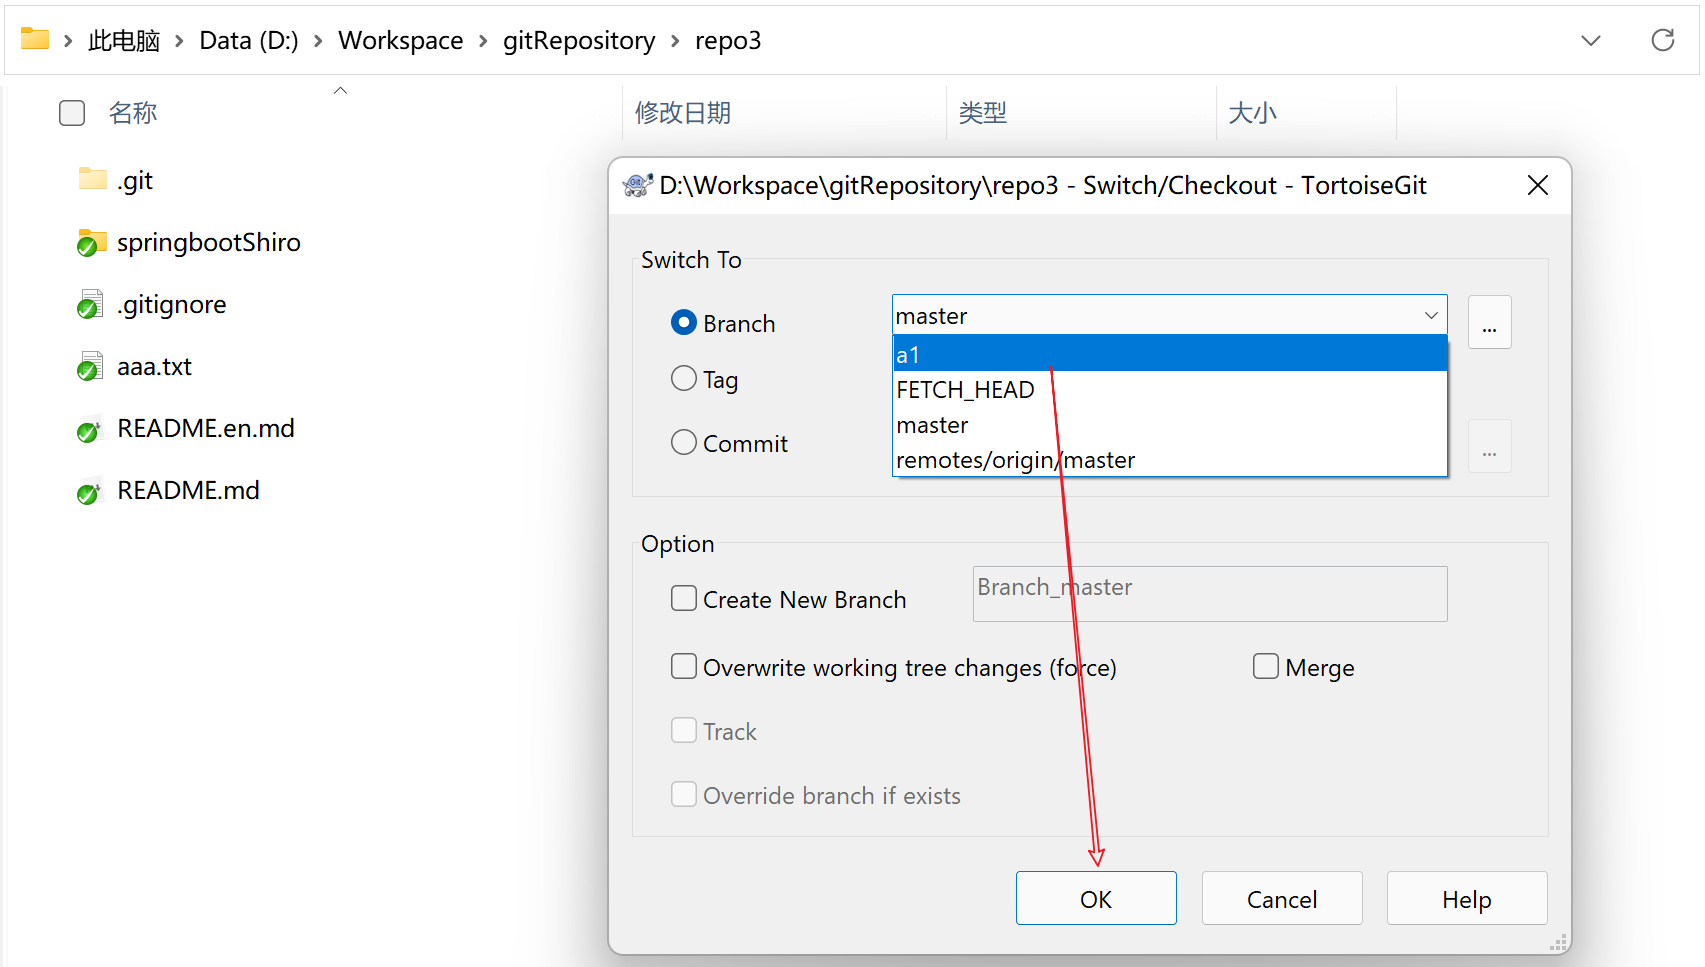 此电脑 > Data (D:) > Workspace > gitRepository > repo3
名称 修改日期 类型 大小
.git
springbootShiro
.gitignore
aaa.txt
README.en.md
README.md
D:\Workspace\gitRepository\repo3 - Switch/Checkout - TortoiseGit
Switch To
Branch master ...
a1
FETCH_HEAD
master
remotes/origin/master
Tag
Commit ...
Option
Create New Branch Branch_master
Overwrite working tree changes (force) Merge
Track
Override branch if exists
OK Cancel Help